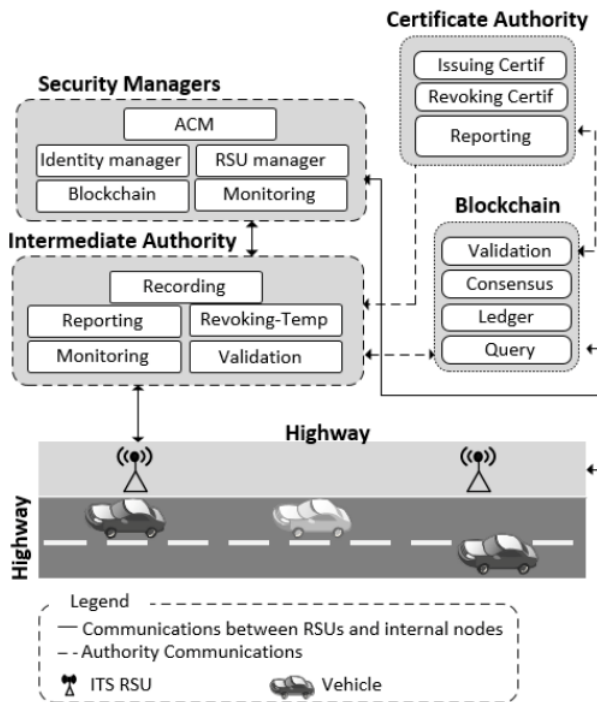 Certificate Authority
Issuing Certif
Revoking Certif
Reporting
Security Managers
ACM
Identity manager
RSU manager
Blockchain
Monitoring
Blockchain
Validation
Consensus
Ledger
Query
Intermediate Authority
Recording
Reporting
Revoking-Temp
Monitoring
Validation
Highway
Highway
Legend
Communications between RSUs and internal nodes
Authority Communications
ITS RSU
Vehicle